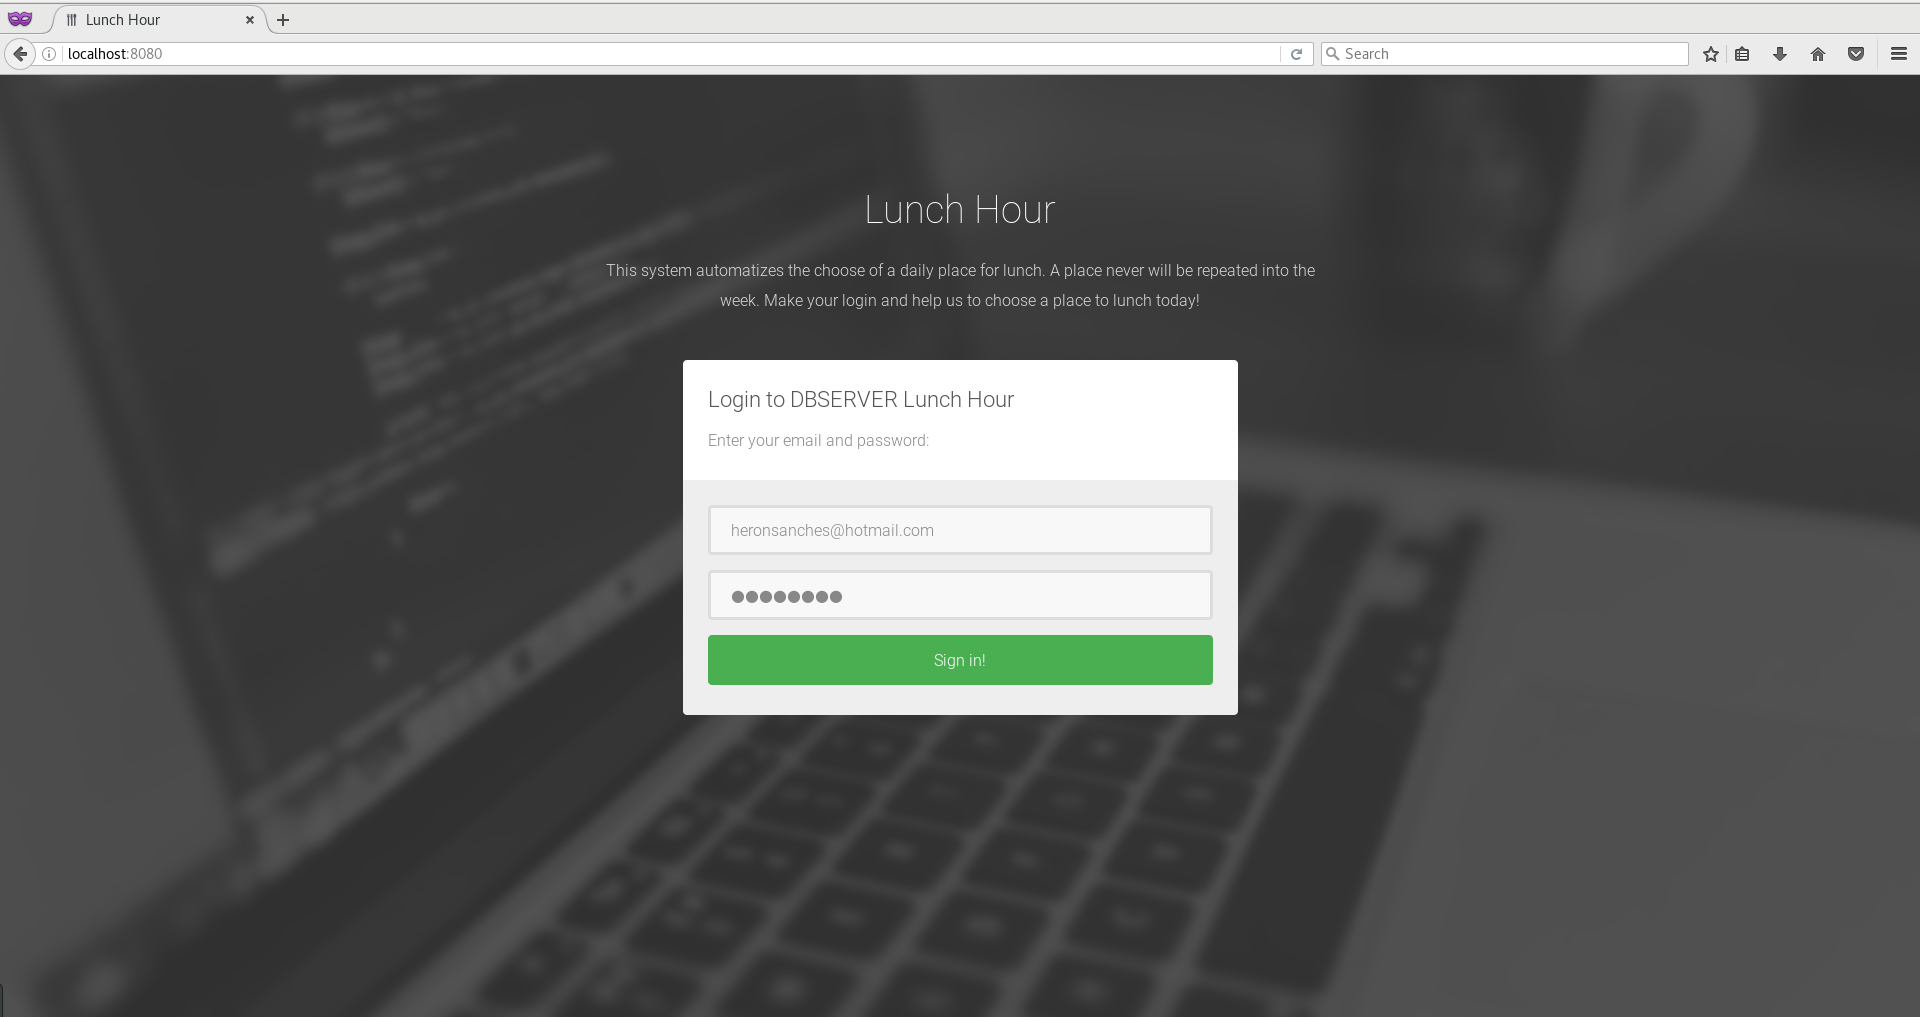 Lunch Hour
localhost:8080
Search
Lunch Hour
This system automatizes the choose of a daily place for lunch. A place never will be repeated into the
week. Make your login and help us to choose a place to lunch today!
Login to DBSERVER Lunch Hour
Enter your email and password:
heronsanches@hotmail.com
Sign in!